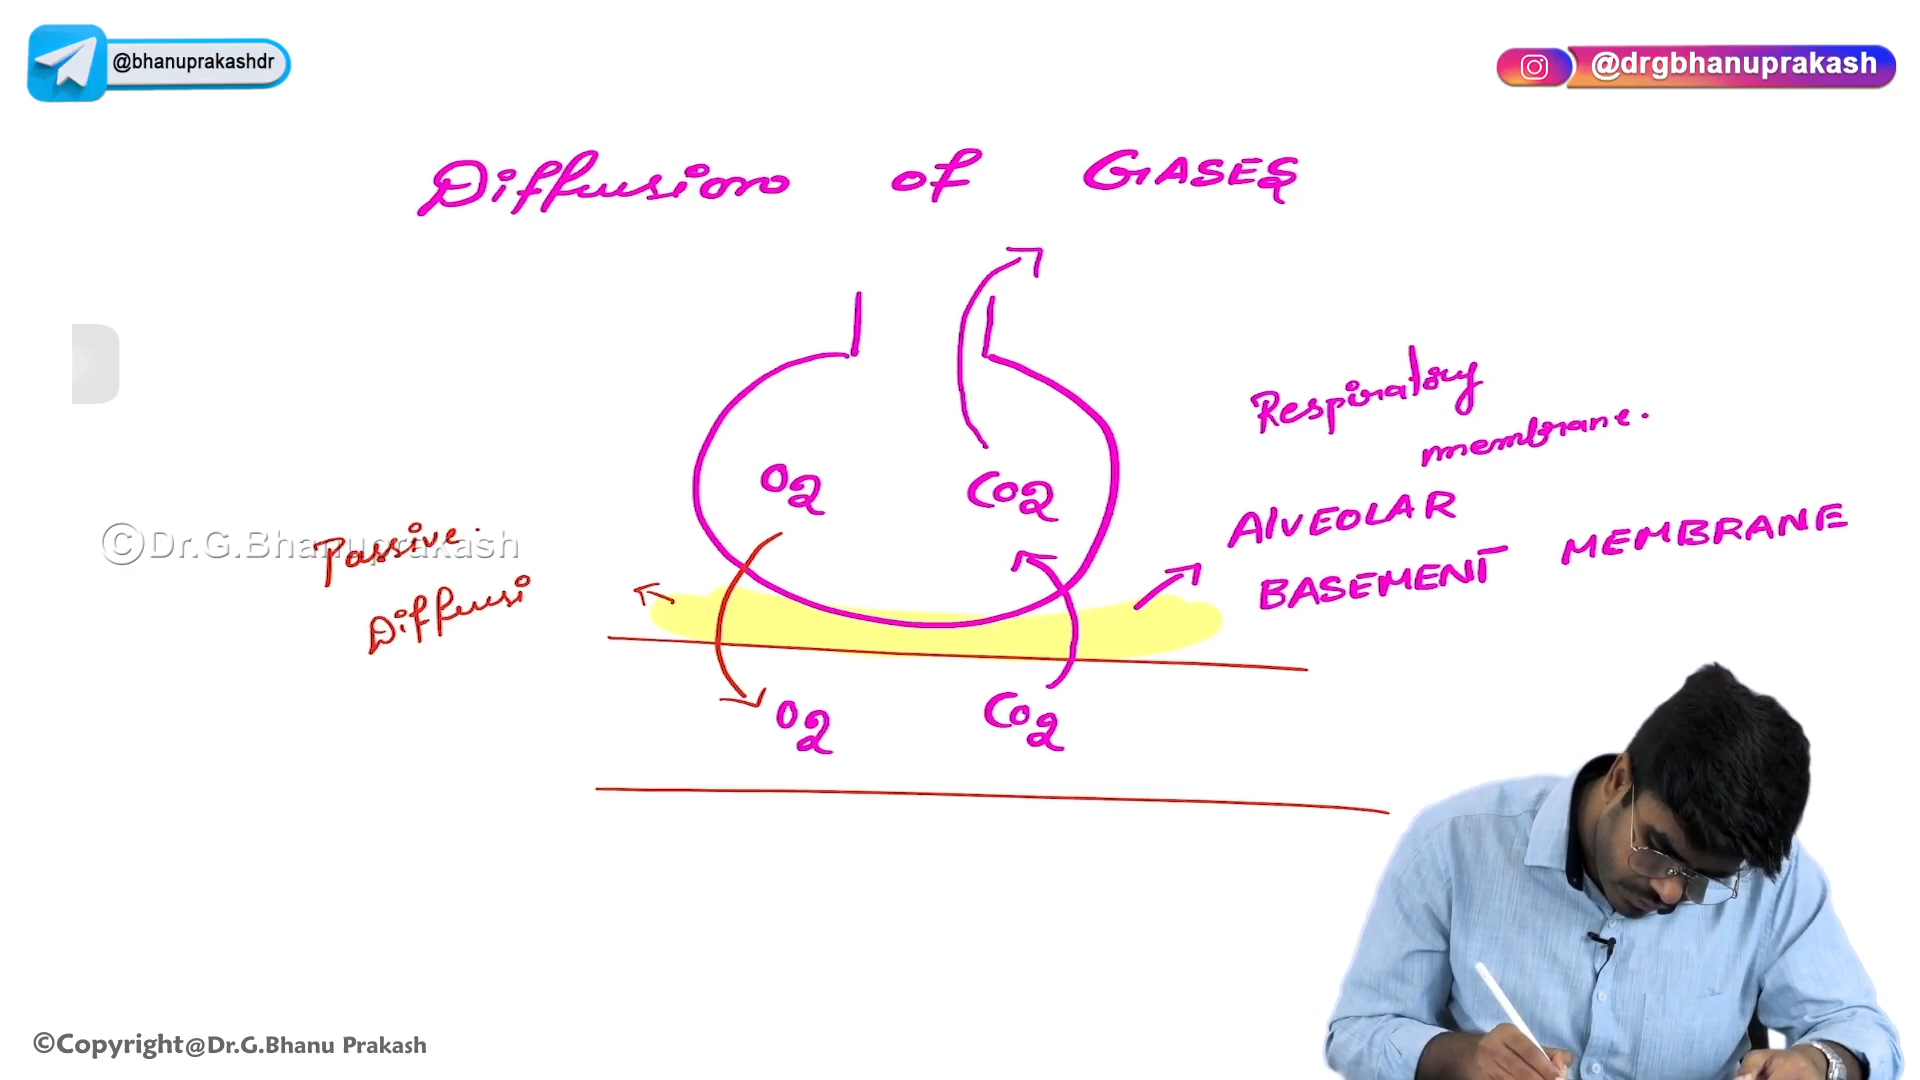 @bhanuprakashdr
@drgbhanuprakash
Diffusion of GASES
Respiratory
membrane.
O2
CO2
ALVEOLAR
BASEMENT MEMBRANE
©Dr.G.Bhanuprakash
Passive
Diffusi
O2
CO2
©Copyright@Dr.G.Bhanu Prakash